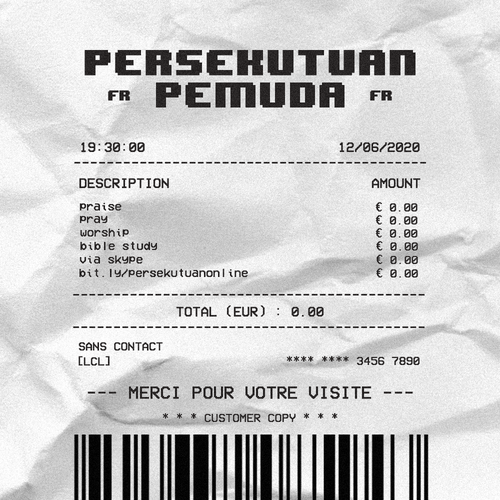 PERSEKUTUAN
FR PEMUDA FR
19:30:00 12/06/2020
DESCRIPTION AMOUNT
praise € 0.00
pray € 0.00
worship € 0.00
bible study € 0.00
via skype € 0.00
bit.ly/persekutuanonline € 0.00
TOTAL (EUR) : 0.00
SANS CONTACT
[LCL] **** **** 3456 7890
--- MERCI POUR VOTRE VISITE ---
* * * CUSTOMER COPY * * *